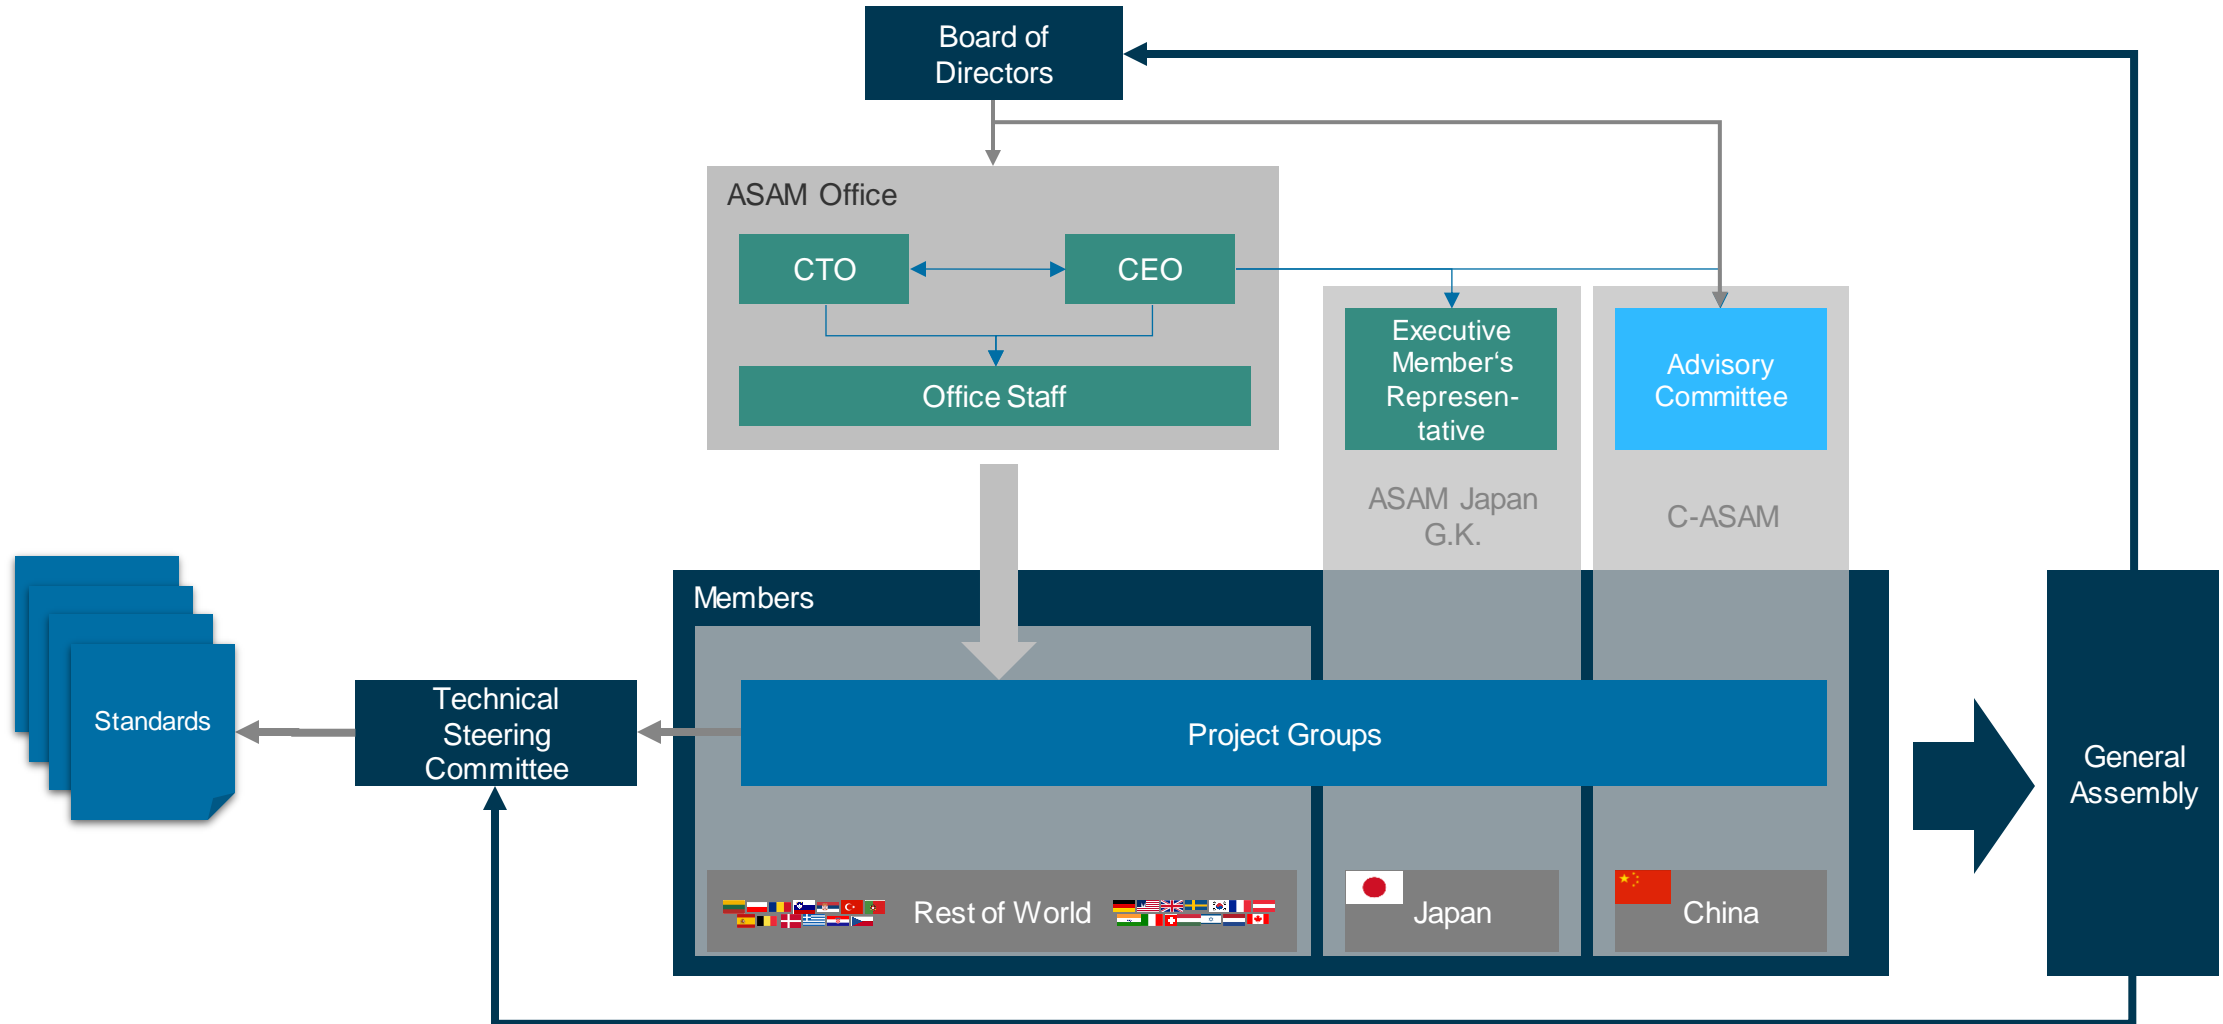 Board of
Directors
ASAM Office
CTO
CEO
Office Staff
Executive
Member‘s
Represen-
tative
Advisory
Committee
ASAM Japan
G.K.
C-ASAM
Members
Standards
Technical
Steering
Committee
Project Groups
General
Assembly
Rest of World
Japan
China